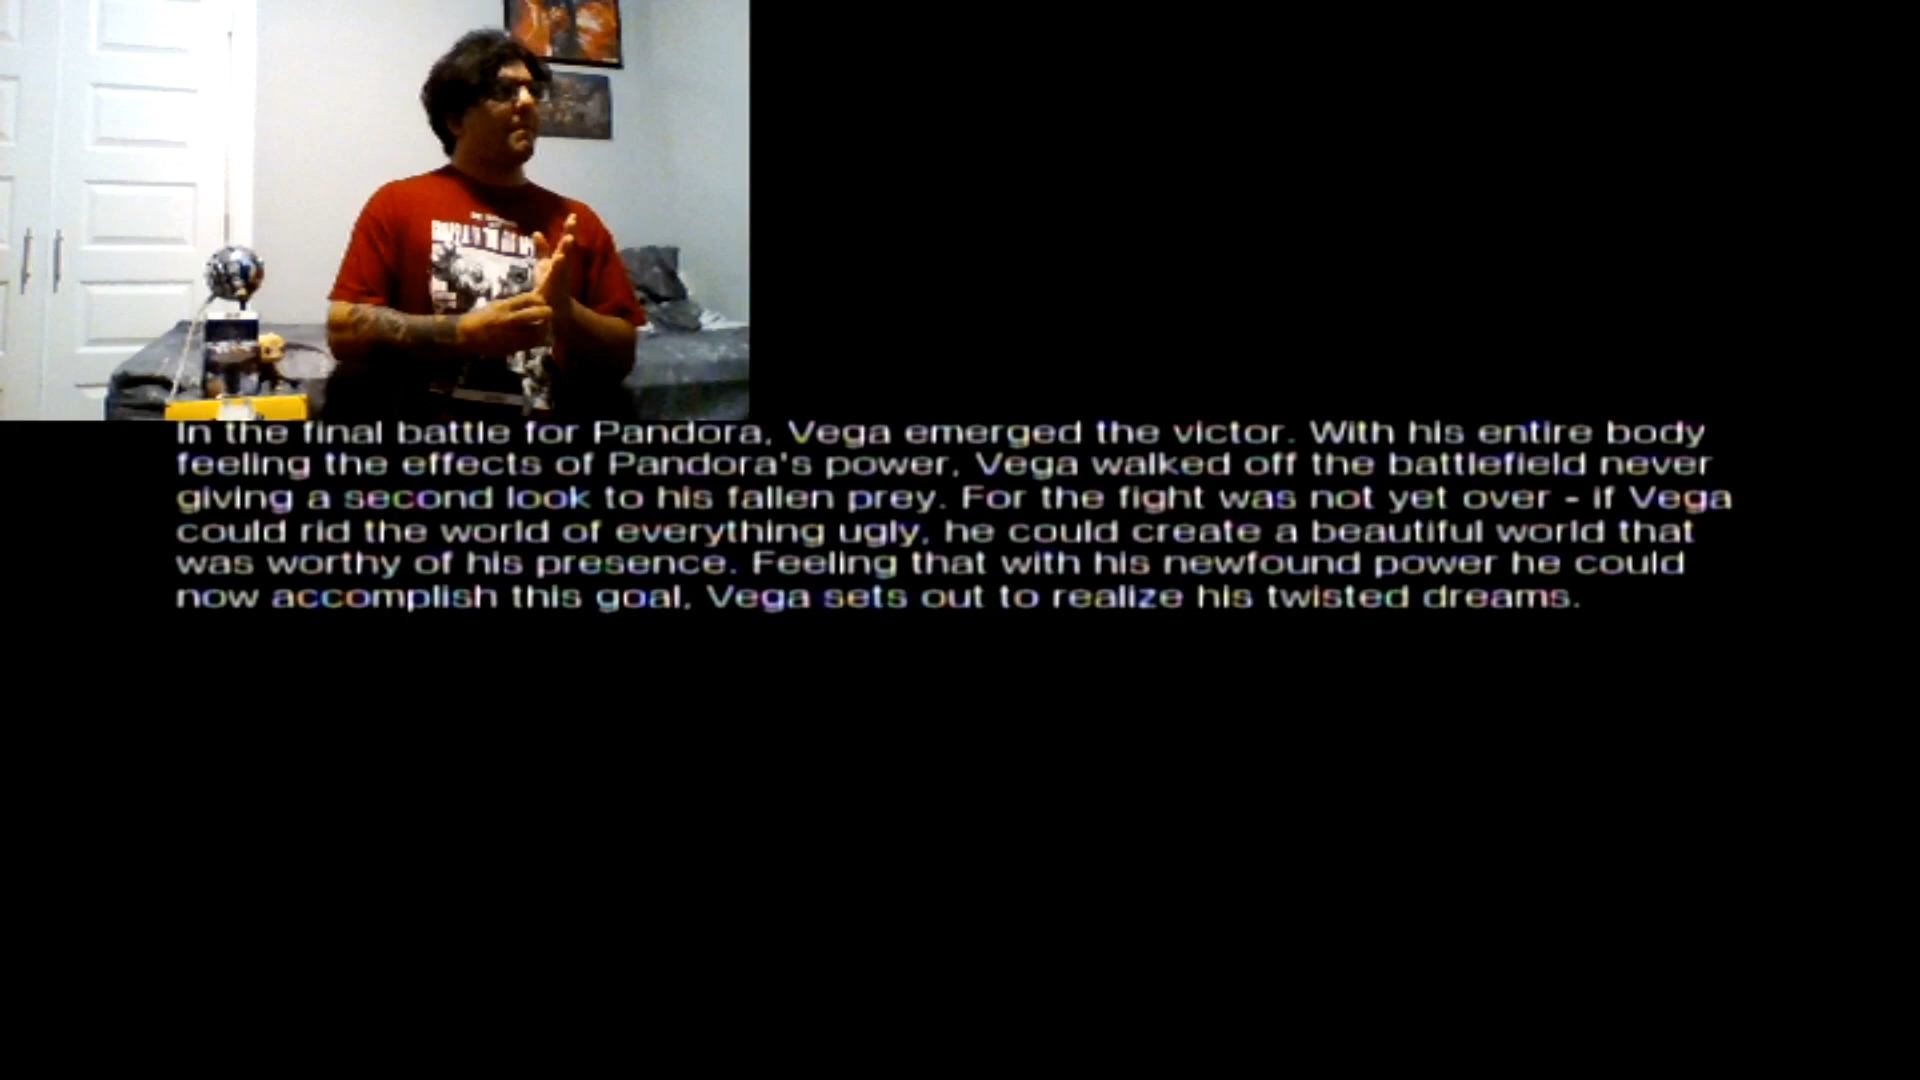 In the final battle for Pandora, Vega emerged the victor. With his entire body
feeling the effects of Pandora's power, Vega walked off the battlefield never
giving a second look to his fallen prey. For the fight was not yet over - if Vega
could rid the world of everything ugly, he could create a beautiful world that
was worthy of his presence. Feeling that with his newfound power he could
now accomplish this goal, Vega sets out to realize his twisted dreams.